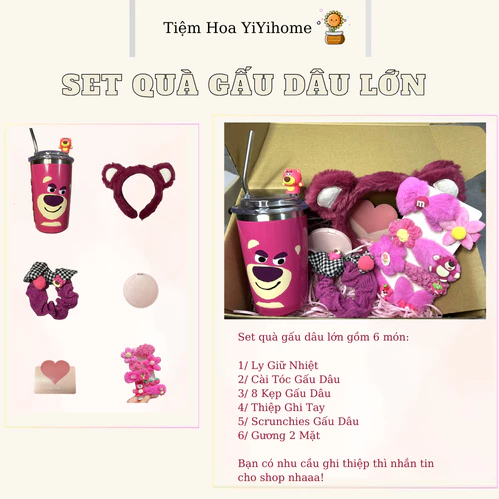 Tiệm Hoa YiYihome
SET QUÀ GẤU DÂU LỚN
Set quà gấu dâu lớn gồm 6 món:
1/ Ly Giữ Nhiệt
2/ Cài Tóc Gấu Dâu
3/ 8 Kẹp Gấu Dâu
4/ Thiệp Ghi Tay
5/ Scrunchies Gấu Dâu
6/ Gương 2 Mặt
Bạn có nhu cầu ghi thiệp thì nhắn tin
cho shop nhaaa!